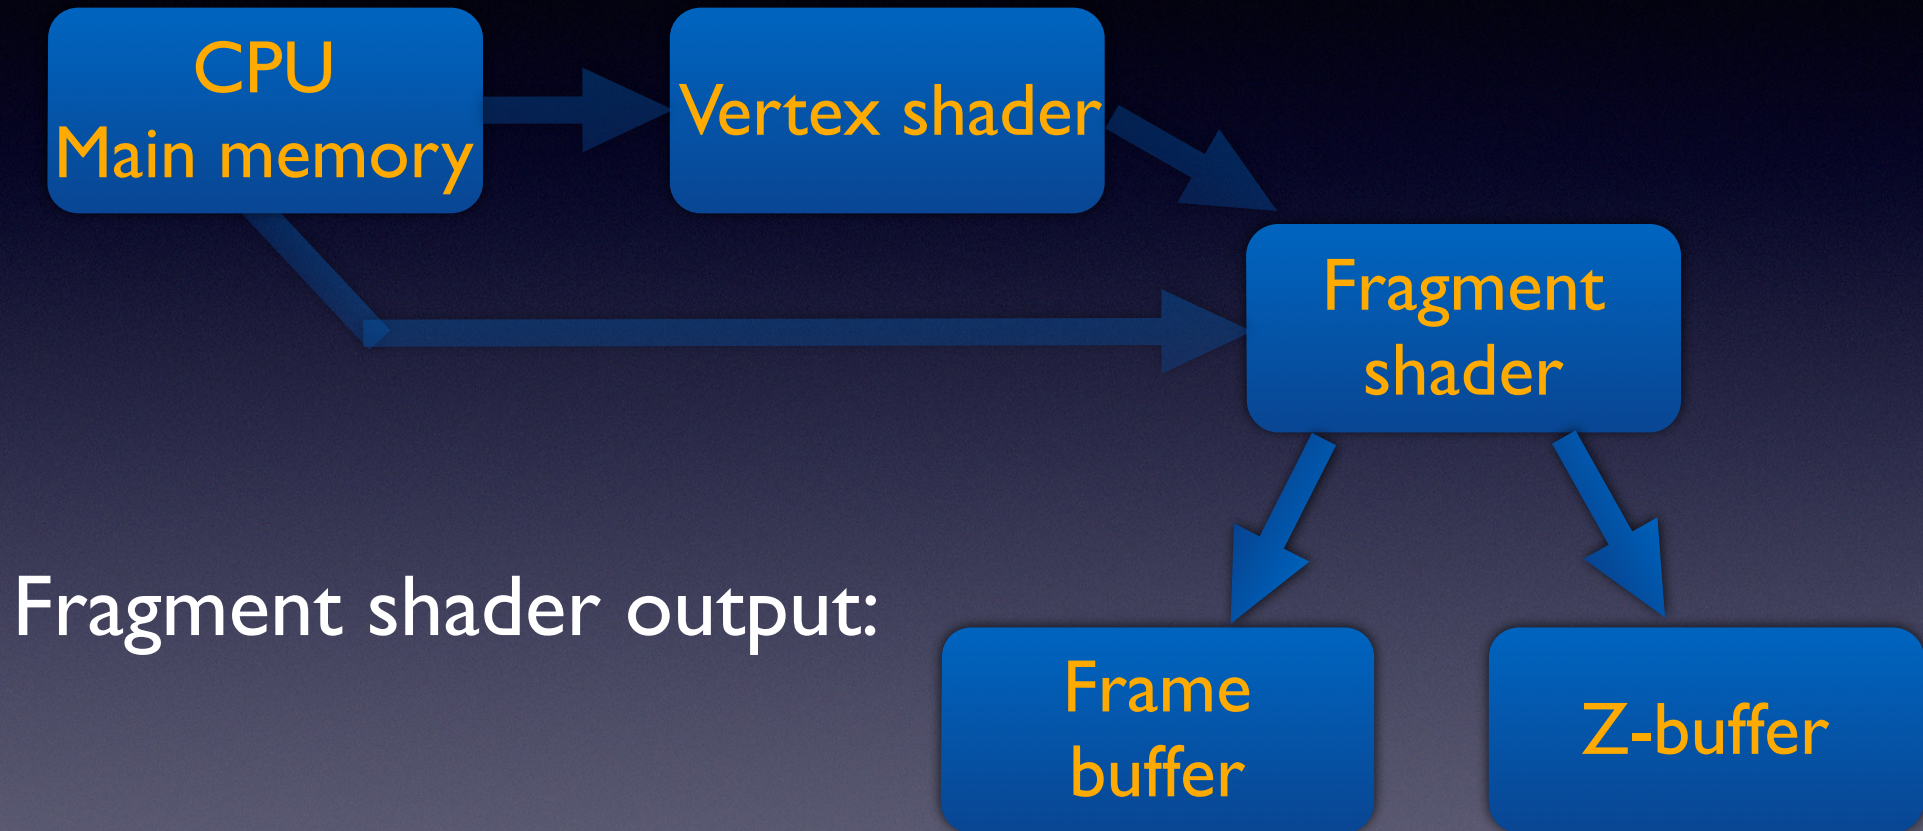 CPU
Main memory
Vertex shader
Fragment
shader
Fragment shader output:
Frame
buffer
Z-buffer